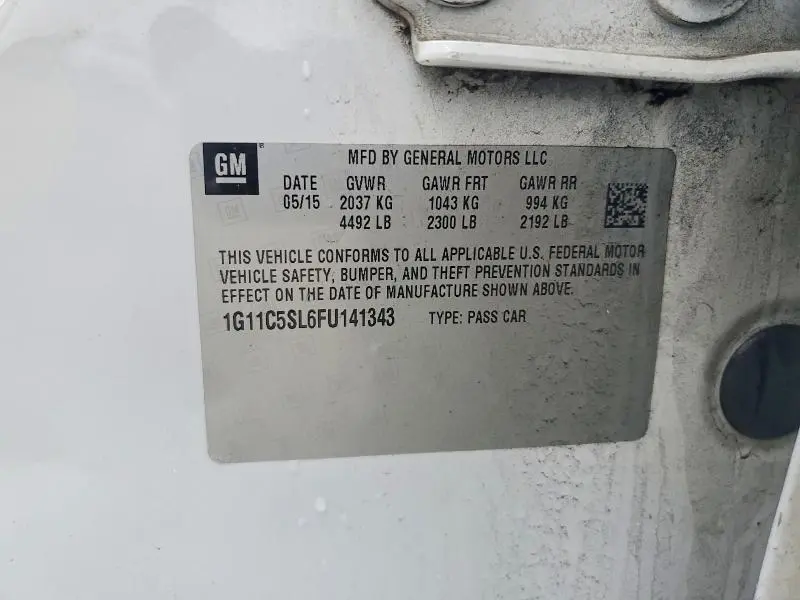 GM ®
MFD BY GENERAL MOTORS LLC
DATE GVWR GAWR FRT GAWR RR
05/15 2037 KG 1043 KG 994 KG
4492 LB 2300 LB 2192 LB
GM
THIS VEHICLE CONFORMS TO ALL APPLICABLE U.S. FEDERAL MOTOR
VEHICLE SAFETY, BUMPER, AND THEFT PREVENTION STANDARDS IN
EFFECT ON THE DATE OF MANUFACTURE SHOWN ABOVE.
1G11C5SL6FU141343 TYPE: PASS CAR